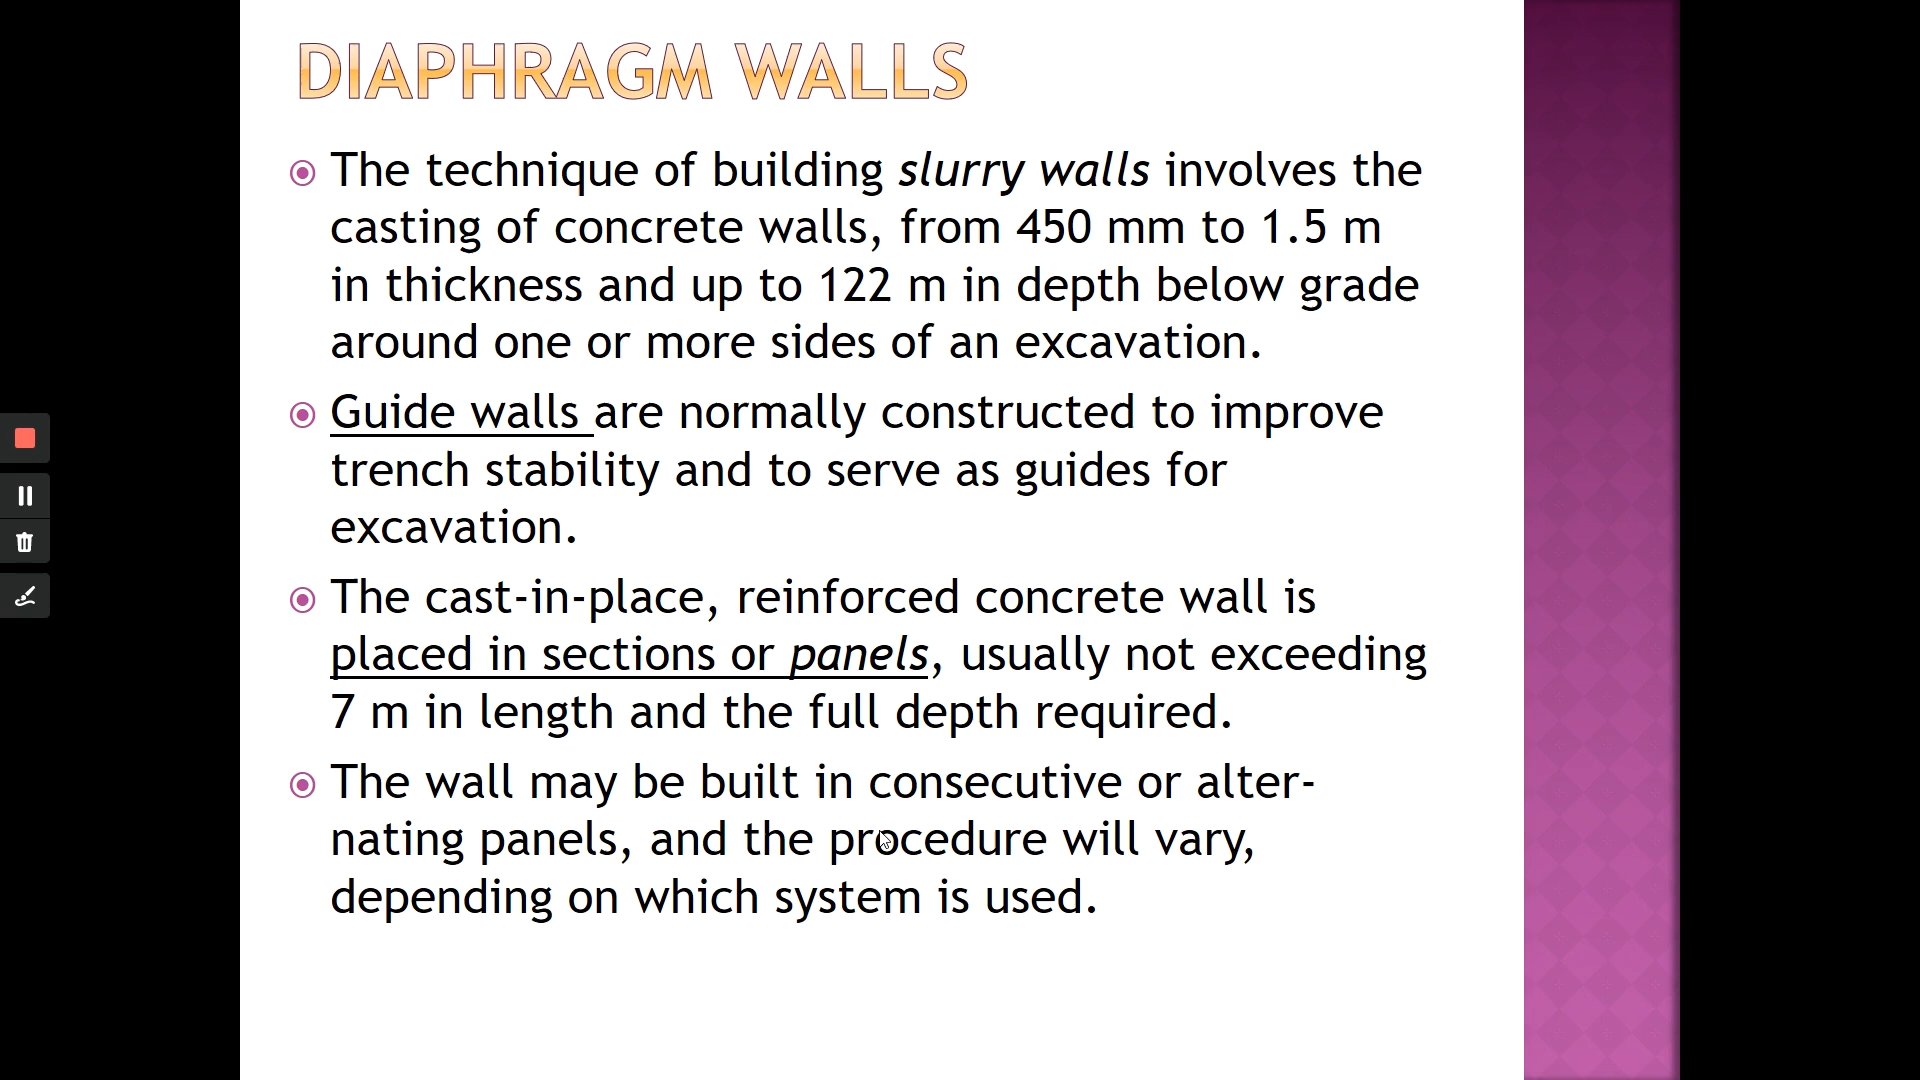 DIAPHRAGM WALLS
The technique of building slurry walls involves the
casting of concrete walls, from 450 mm to 1.5 m
in thickness and up to 122 m in depth below grade
around one or more sides of an excavation.
Guide walls are normally constructed to improve
trench stability and to serve as guides for
excavation.
The cast-in-place, reinforced concrete wall is
placed in sections or panels, usually not exceeding
7 m in length and the full depth required.
The wall may be built in consecutive or alter-
nating panels, and the procedure will vary,
depending on which system is used.